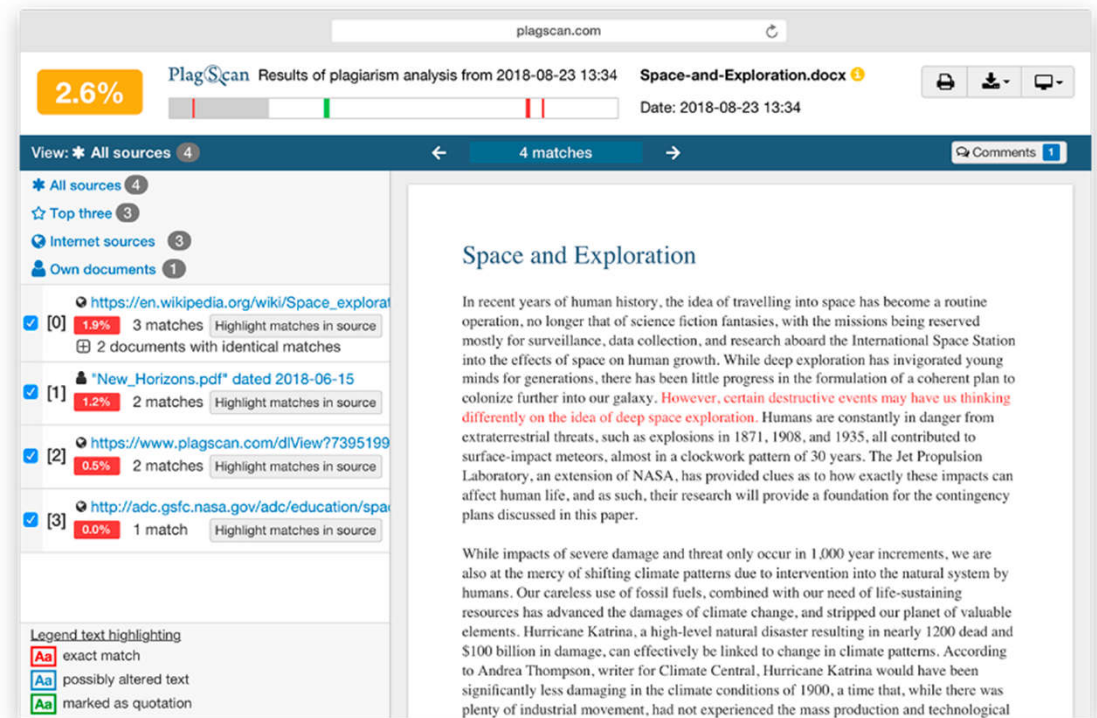 plagscan.com
2.6%
PlagScan Results of plagiarism analysis from 2018-08-23 13:34
Space-and-Exploration.docx
Date: 2018-08-23 13:34
View: All sources 4
4 matches
Comments 1
All sources 4
Top three 3
Internet sources 3
Own documents 1
https://en.wikipedia.org/wiki/Space_explorat
[0] 1.9% 3 matches Highlight matches in source
2 documents with identical matches
"New_Horizons.pdf" dated 2018-06-15
[1] 1.2% 2 matches Highlight matches in source
https://www.plagscan.com/dlView?7395199
[2] 0.5% 2 matches Highlight matches in source
http://adc.gsfc.nasa.gov/adc/education/spa
[3] 0.0% 1 match Highlight matches in source
Legend text highlighting
Aa exact match
Aa possibly altered text
Aa marked as quotation
Space and Exploration
In recent years of human history, the idea of travelling into space has become a routine
operation, no longer that of science fiction fantasies, with the missions being reserved
mostly for surveillance, data collection, and research aboard the International Space Station
into the effects of space on human growth. While deep exploration has invigorated young
minds for generations, there has been little progress in the formulation of a coherent plan to
colonize further into our galaxy. However, certain destructive events may have us thinking
differently on the idea of deep space exploration. Humans are constantly in danger from
extraterrestrial threats, such as explosions in 1871, 1908, and 1935, all contributed to
surface-impact meteors, almost in a clockwork pattern of 30 years. The Jet Propulsion
Laboratory, an extension of NASA, has provided clues as to how exactly these impacts can
affect human life, and as such, their research will provide a foundation for the contingency
plans discussed in this paper.
While impacts of severe damage and threat only occur in 1,000 year increments, we are
also at the mercy of shifting climate patterns due to intervention into the natural system by
humans. Our careless use of fossil fuels, combined with our need of life-sustaining
resources has advanced the damages of climate change, and stripped our planet of valuable
elements. Hurricane Katrina, a high-level natural disaster resulting in nearly 1200 dead and
$100 billion in damage, can effectively be linked to change in climate patterns. According
to Andrea Thompson, writer for Climate Central, Hurricane Katrina would have been
significantly less damaging in the climate conditions of 1900, a time that, while there was
plenty of industrial movement, had not experienced the mass production and technological